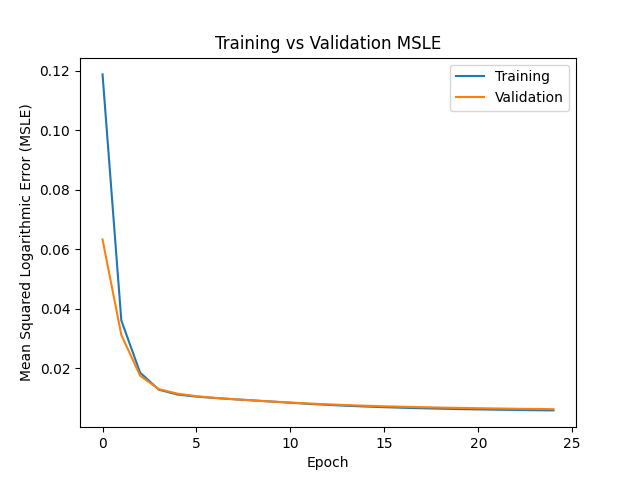 Training vs Validation MSLE
Mean Squared Logarithmic Error (MSLE)
0.12
0.10
0.08
0.06
0.04
0.02
Training
Validation
0 5 10 15 20 25
Epoch